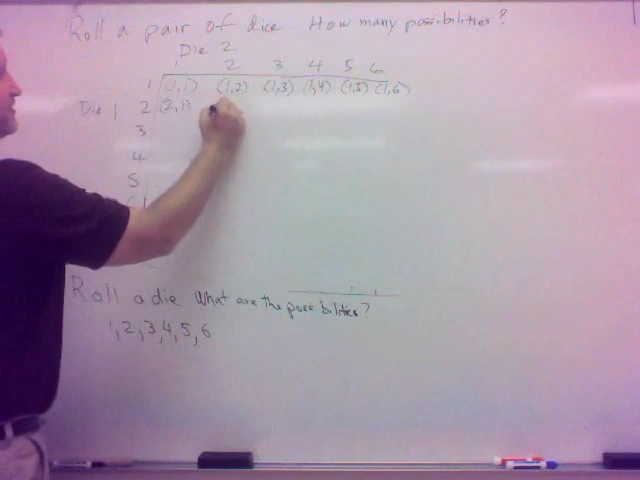 Roll a pair of dice How many possibilities?
Die 2
1 2 3 4 5 6
1 (1,1) (1,2) (1,3) (1,4) (1,5) (1,6)
Die 1 2 (2,1)
3
4
5
Roll a die What are the possibilities?
1,2,3,4,5,6